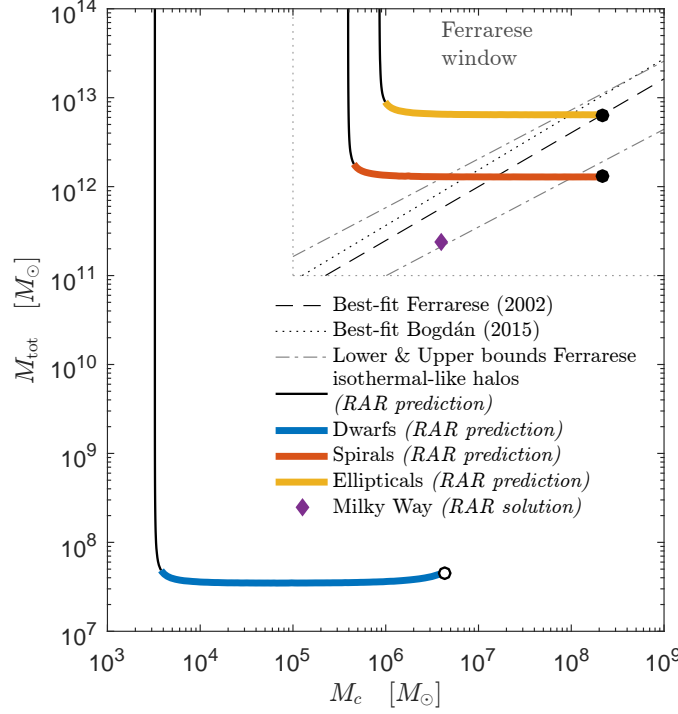 10^14
10^13
10^12
10^11
10^10
10^9
10^8
10^7
M_tot [M_⊙]
Ferrarese
window
Best-fit Ferrarese (2002)
Best-fit Bogdán (2015)
Lower & Upper bounds Ferrarese
isothermal-like halos
(RAR prediction)
Dwarfs (RAR prediction)
Spirals (RAR prediction)
Ellipticals (RAR prediction)
Milky Way (RAR solution)
10^3 10^4 10^5 10^6 10^7 10^8 10^9
M_c [M_⊙]